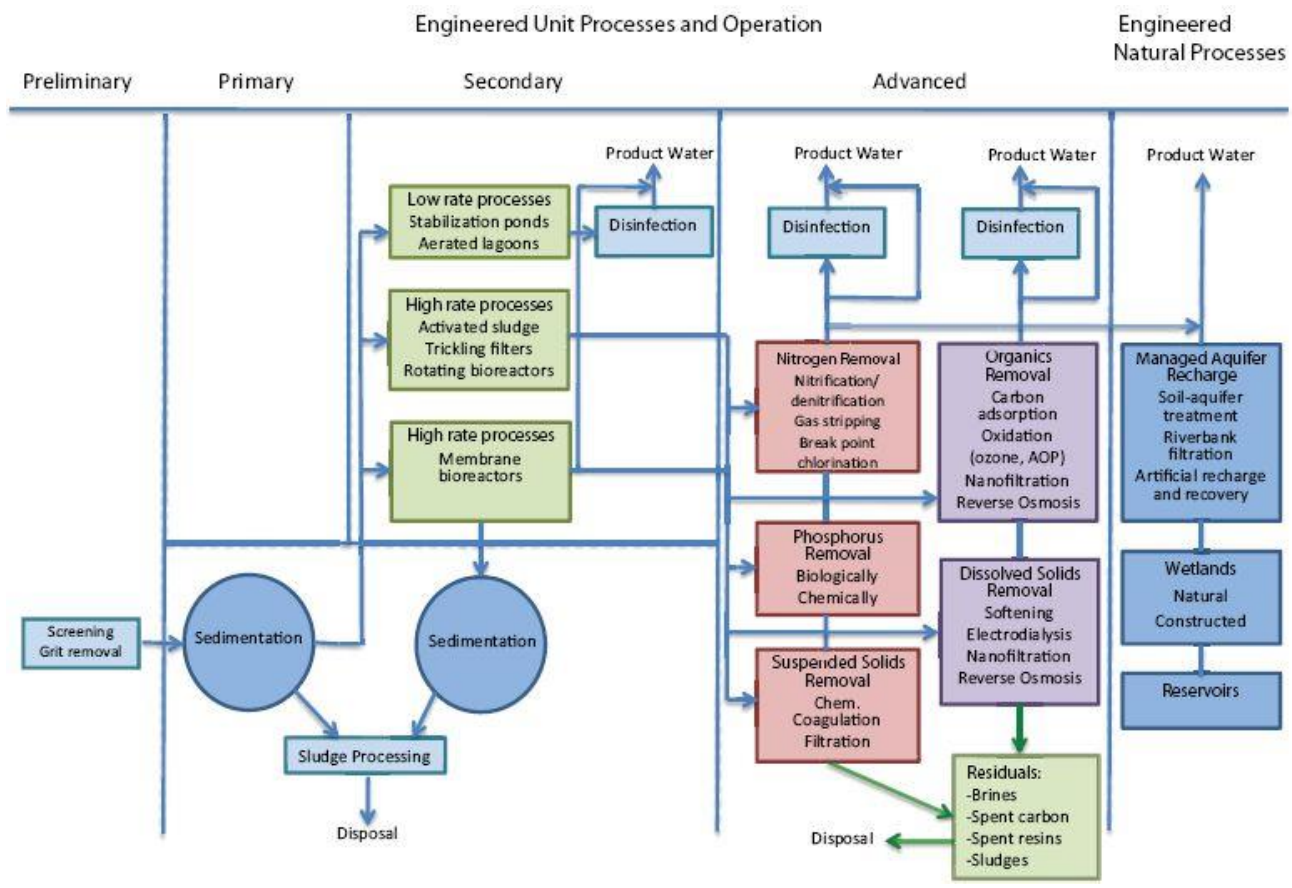 Engineered Unit Processes and Operation
Engineered
Natural Processes
Preliminary
Primary
Secondary
Advanced
Product Water
Product Water
Product Water
Product Water
Low rate processes
Stabilization ponds
Aerated lagoons
Disinfection
Disinfection
Disinfection
High rate processes
Activated sludge
Trickling filters
Rotating bioreactors
High rate processes
Membrane
bioreactors
Nitrogen Removal
Nitrification/
denitrification
Gas stripping
Break point
chlorination
Organics
Removal
Carbon
adsorption
Oxidation
(ozone, AOP)
Nanofiltration
Reverse Osmosis
Managed Aquifer
Recharge
Soil-aquifer
treatment
Riverbank
filtration
Artificial recharge
and recovery
Phosphorus
Removal
Biologically
Chemically
Dissolved Solids
Removal
Softening
Electrodialysis
Nanofiltration
Reverse Osmosis
Wetlands
Natural
Constructed
Screening
Grit removal
Sedimentation
Sedimentation
Suspended Solids
Removal
Chem.
Coagulation
Filtration
Reservoirs
Sludge Processing
Disposal
Residuals:
-Brines
-Spent carbon
-Spent resins
-Sludges
Disposal